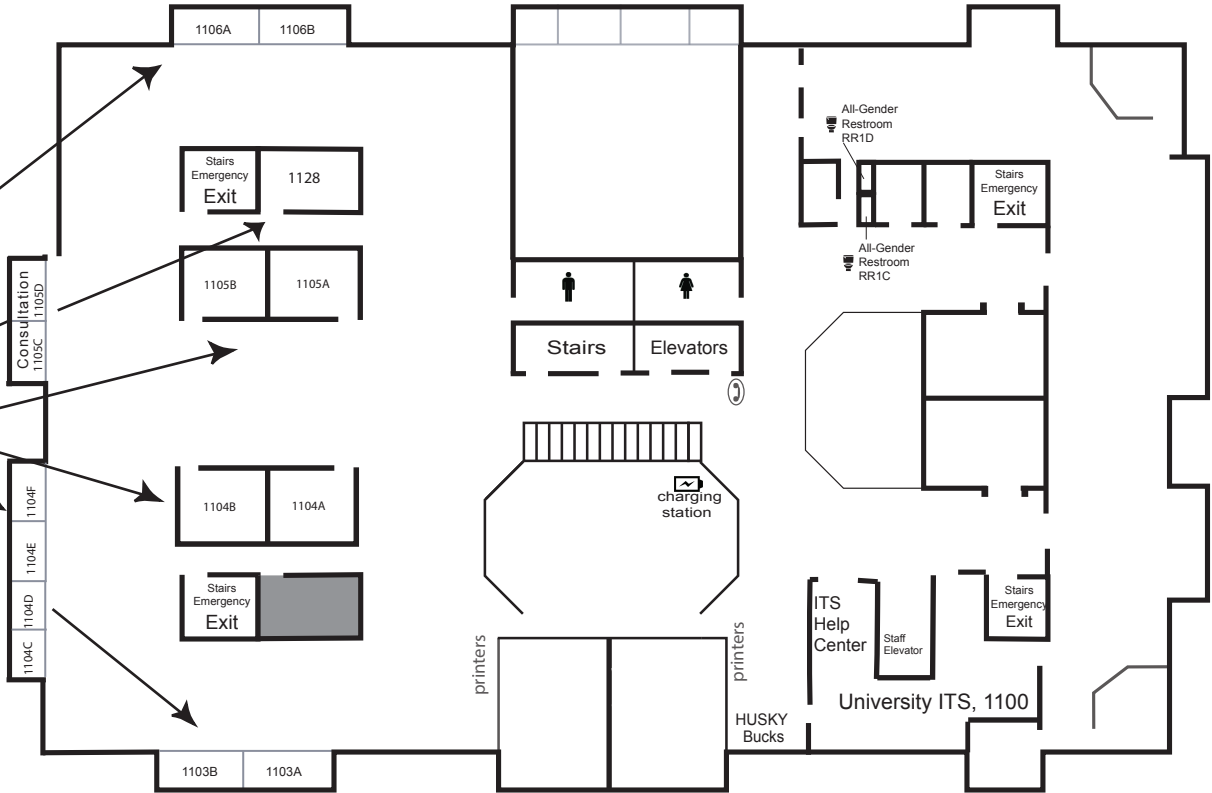 1106A
1106B
All-Gender
Restroom
RR1D
Stairs
Emergency
Exit
1128
Stairs
Emergency
Exit
All-Gender
Restroom
RR1C
Consultation
1105D
1105C
1105B
1105A
Stairs
Elevators
1104F
1104E
1104D
1104C
1104B
1104A
charging
station
Stairs
Emergency
Exit
printers
printers
ITS
Help
Center
Staff
Elevator
Stairs
Emergency
Exit
University ITS, 1100
HUSKY
Bucks
1103B
1103A